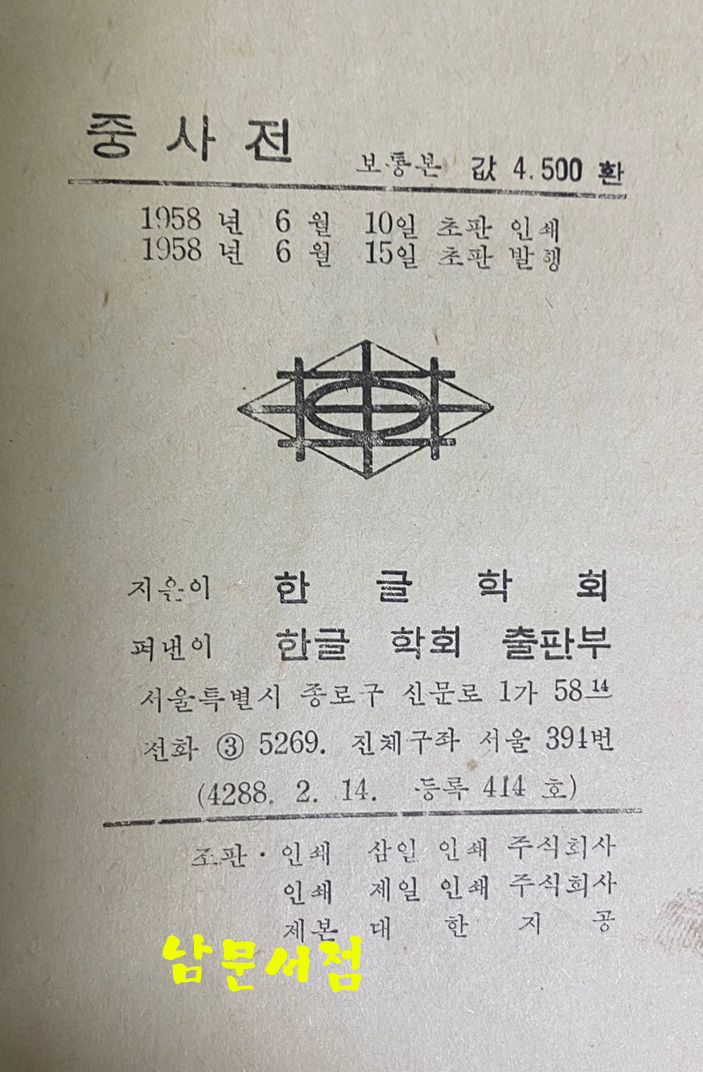 중 사 전
보통본 값 4.500 환
1958 년 6 월 10일 초판 인쇄
1958 년 6 월 15일 초판 발행
지은이 한 글 학 회
펴낸이 한글 학회 출판부
서울특별시 종로구 신문로 1가 58 14
전화 ③ 5269. 진체구좌 서울 391번
(4288. 2. 14. 등록 414 호)
조판·인쇄 삼일 인쇄 주식회사
인쇄 제일 인쇄 주식회사
제본 대 한 지 공
남문서점